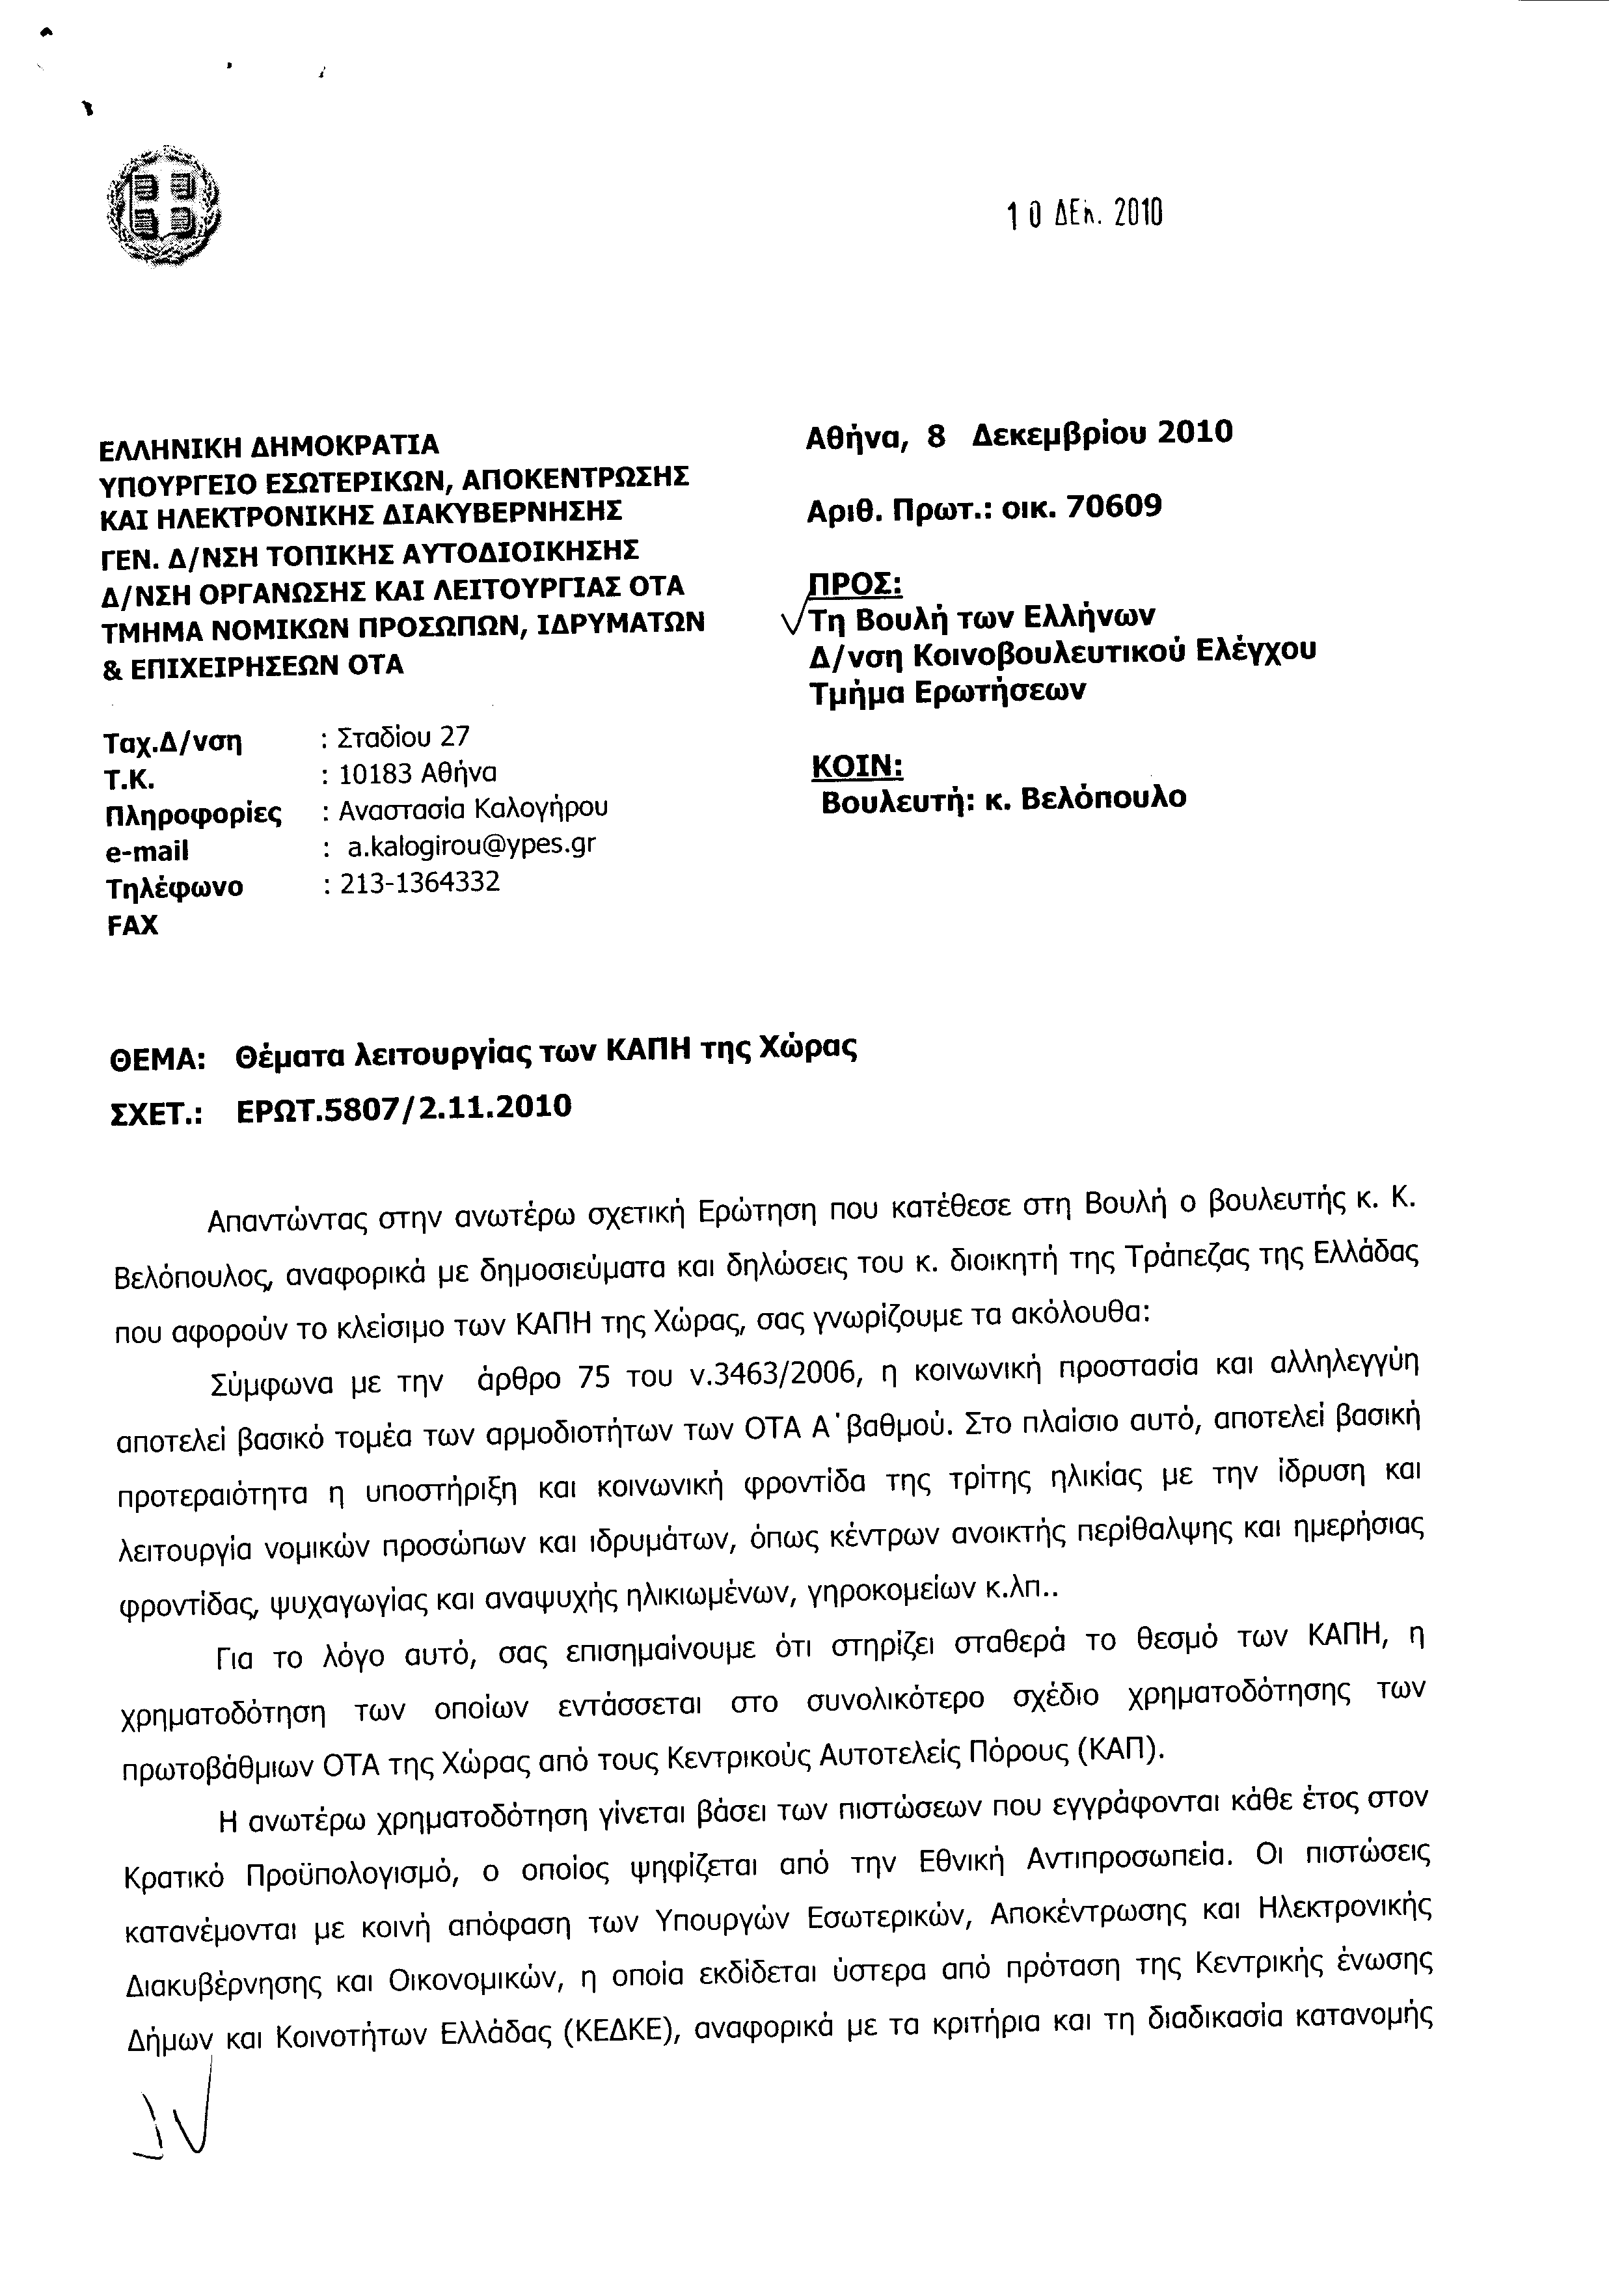 10 ΔΕΚ. 2010
ΕΛΛΗΝΙΚΗ ΔΗΜΟΚΡΑΤΙΑ
ΥΠΟΥΡΓΕΙΟ ΕΣΩΤΕΡΙΚΩΝ, ΑΠΟΚΕΝΤΡΩΣΗΣ
ΚΑΙ ΗΛΕΚΤΡΟΝΙΚΗΣ ΔΙΑΚΥΒΕΡΝΗΣΗΣ
ΓΕΝ. Δ/ΝΣΗ ΤΟΠΙΚΗΣ ΑΥΤΟΔΙΟΙΚΗΣΗΣ
Δ/ΝΣΗ ΟΡΓΑΝΩΣΗΣ ΚΑΙ ΛΕΙΤΟΥΡΓΙΑΣ ΟΤΑ
ΤΜΗΜΑ ΝΟΜΙΚΩΝ ΠΡΟΣΩΠΩΝ, ΙΔΡΥΜΑΤΩΝ
& ΕΠΙΧΕΙΡΗΣΕΩΝ ΟΤΑ
Ταχ.Δ/νση : Σταδίου 27
Τ.Κ. : 10183 Αθήνα
Πληροφορίες : Αναστασία Καλογήρου
e-mail : a.kalogirou@ypes.gr
Τηλέφωνο : 213-1364332
FAX
Αθήνα, 8 Δεκεμβρίου 2010
Αριθ. Πρωτ.: οικ. 70609
ΠΡΟΣ:
Τη Βουλή των Ελλήνων
Δ/νση Κοινοβουλευτικού Ελέγχου
Τμήμα Ερωτήσεων
ΚΟΙΝ:
Βουλευτή: κ. Βελόπουλο
ΘΕΜΑ: Θέματα λειτουργίας των ΚΑΠΗ της Χώρας
ΣΧΕΤ.: ΕΡΩΤ.5807/2.11.2010
Απαντώντας στην ανωτέρω σχετική Ερώτηση που κατέθεσε στη Βουλή ο βουλευτής κ. Κ.
Βελόπουλος, αναφορικά με δημοσιεύματα και δηλώσεις του κ. διοικητή της Τράπεζας της Ελλάδας
που αφορούν το κλείσιμο των ΚΑΠΗ της Χώρας, σας γνωρίζουμε τα ακόλουθα:
Σύμφωνα με την άρθρο 75 του ν.3463/2006, η κοινωνική προστασία και αλληλεγγύη
αποτελεί βασικό τομέα των αρμοδιοτήτων των ΟΤΑ Α΄βαθμού. Στο πλαίσιο αυτό, αποτελεί βασική
προτεραιότητα η υποστήριξη και κοινωνική φροντίδα της τρίτης ηλικίας με την ίδρυση και
λειτουργία νομικών προσώπων και ιδρυμάτων, όπως κέντρων ανοικτής περίθαλψης και ημερήσιας
φροντίδας, ψυχαγωγίας και αναψυχής ηλικιωμένων, γηροκομείων κ.λπ..
Για το λόγο αυτό, σας επισημαίνουμε ότι στηρίζει σταθερά το θεσμό των ΚΑΠΗ, η
χρηματοδότηση των οποίων εντάσσεται στο συνολικότερο σχέδιο χρηματοδότησης των
πρωτοβάθμιων ΟΤΑ της Χώρας από τους Κεντρικούς Αυτοτελείς Πόρους (ΚΑΠ).
Η ανωτέρω χρηματοδότηση γίνεται βάσει των πιστώσεων που εγγράφονται κάθε έτος στον
Κρατικό Προϋπολογισμό, ο οποίος ψηφίζεται από την Εθνική Αντιπροσωπεία. Οι πιστώσεις
κατανέμονται με κοινή απόφαση των Υπουργών Εσωτερικών, Αποκέντρωσης και Ηλεκτρονικής
Διακυβέρνησης και Οικονομικών, η οποία εκδίδεται ύστερα από πρόταση της Κεντρικής ένωσης
Δήμων και Κοινοτήτων Ελλάδας (ΚΕΔΚΕ), αναφορικά με τα κριτήρια και τη διαδικασία κατανομής